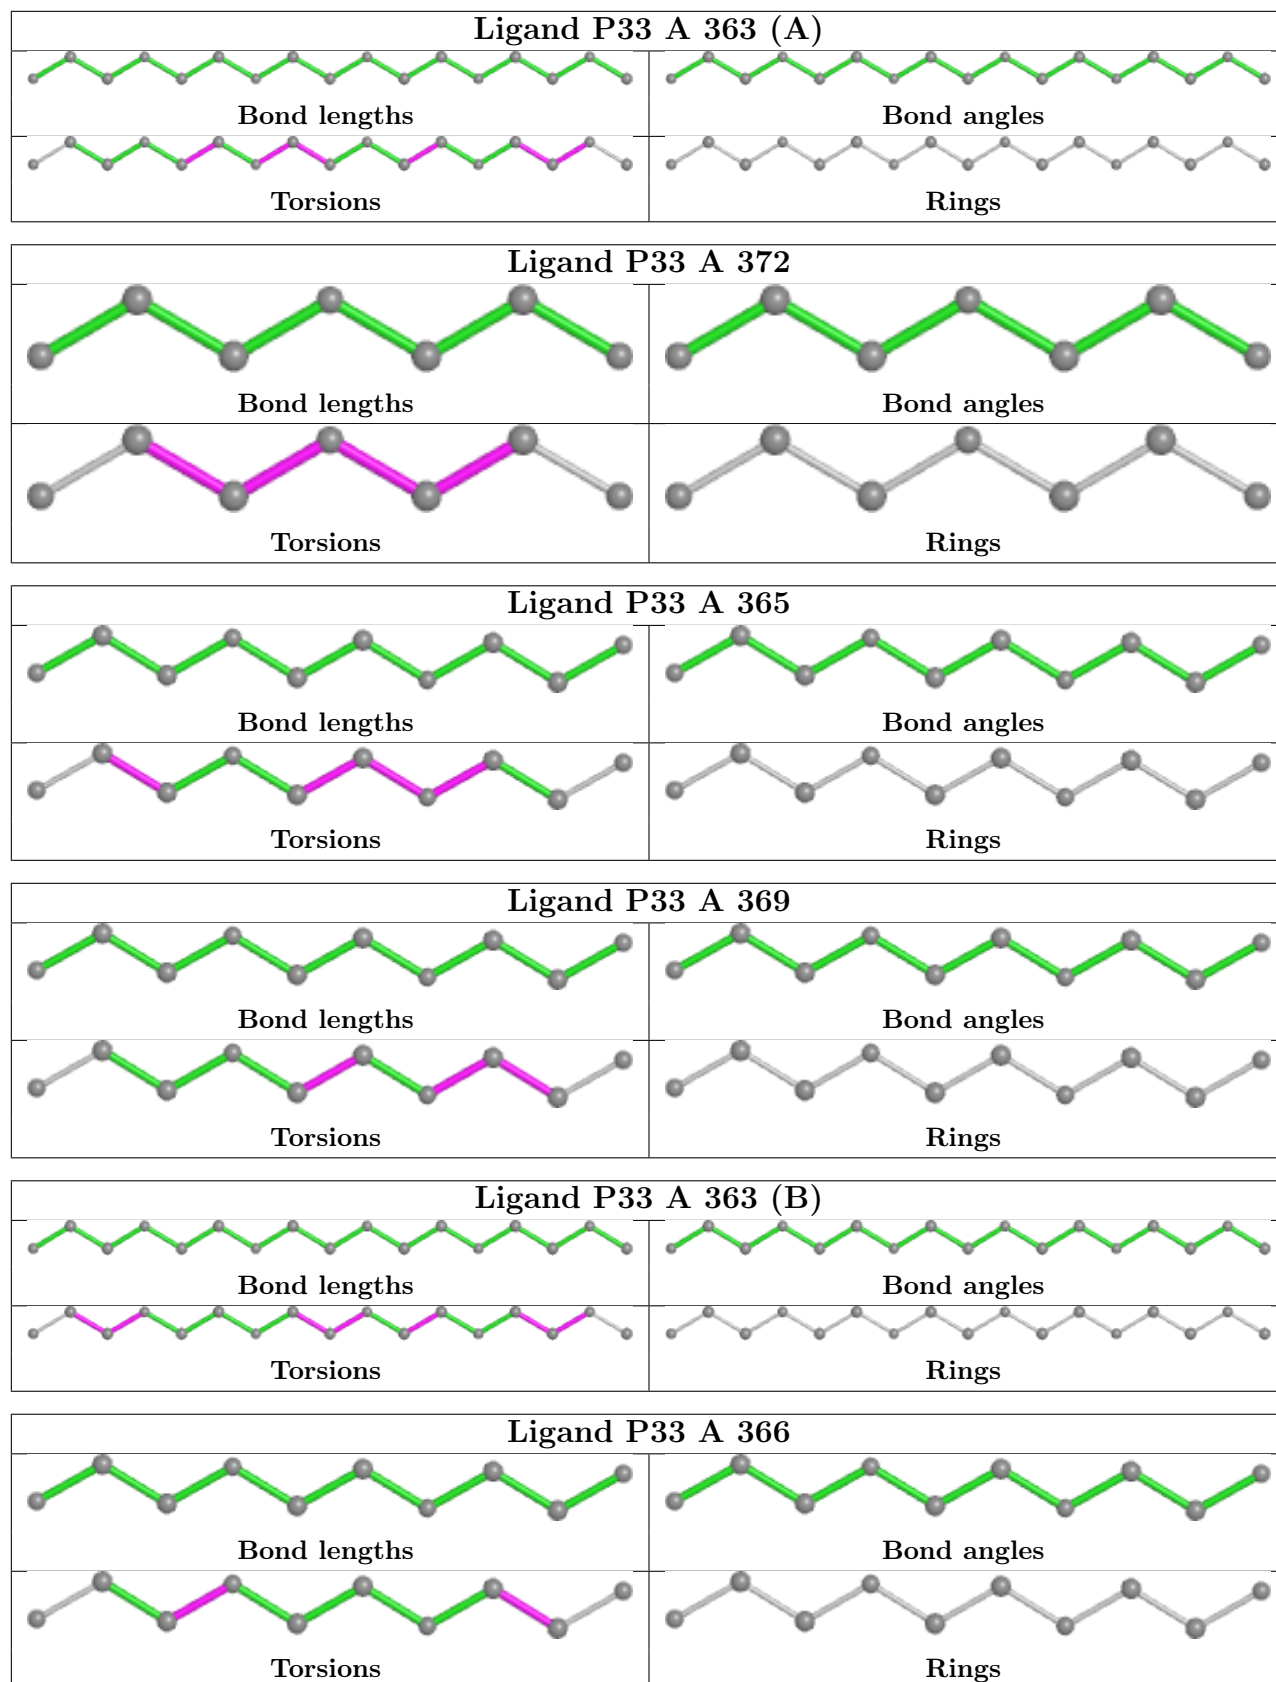 Ligand P33 A 363 (A)
Bond lengths
Bond angles
Torsions
Rings
Ligand P33 A 372
Bond lengths
Bond angles
Torsions
Rings
Ligand P33 A 365
Bond lengths
Bond angles
Torsions
Rings
Ligand P33 A 369
Bond lengths
Bond angles
Torsions
Rings
Ligand P33 A 363 (B)
Bond lengths
Bond angles
Torsions
Rings
Ligand P33 A 366
Bond lengths
Bond angles
Torsions
Rings